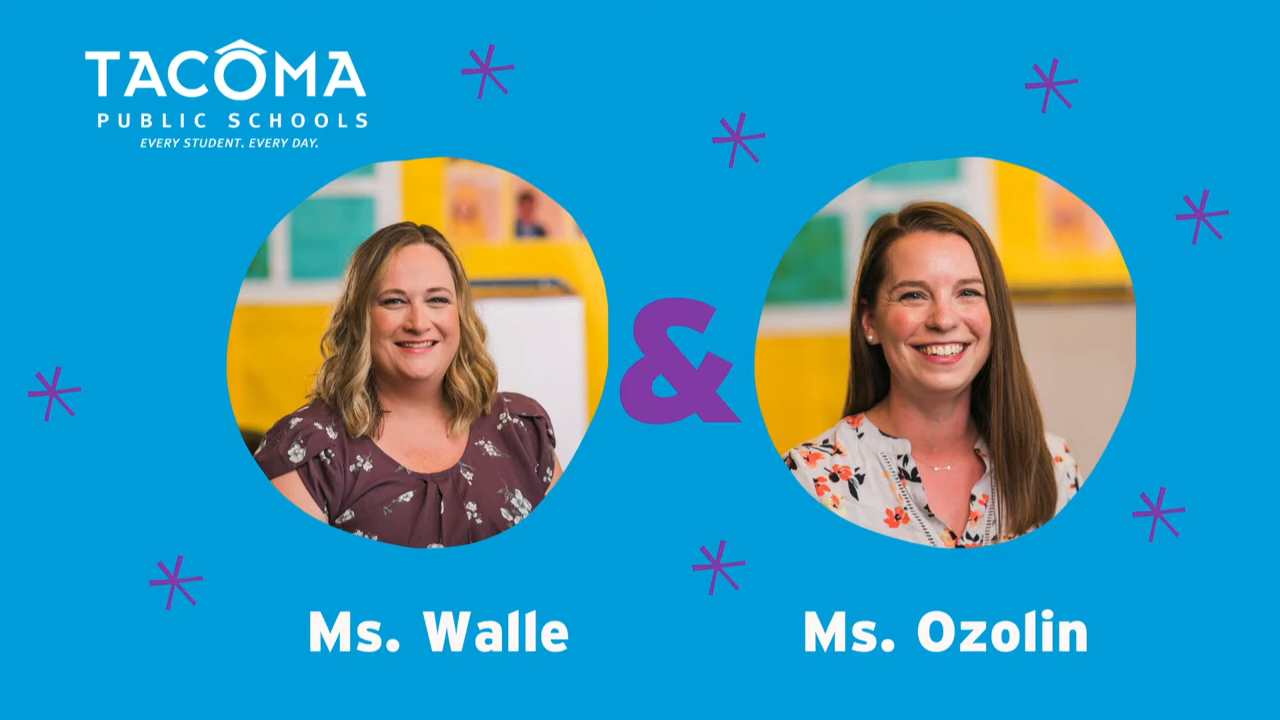 TACOMA
PUBLIC SCHOOLS
EVERY STUDENT. EVERY DAY.
&
Ms. Walle
Ms. Ozolin